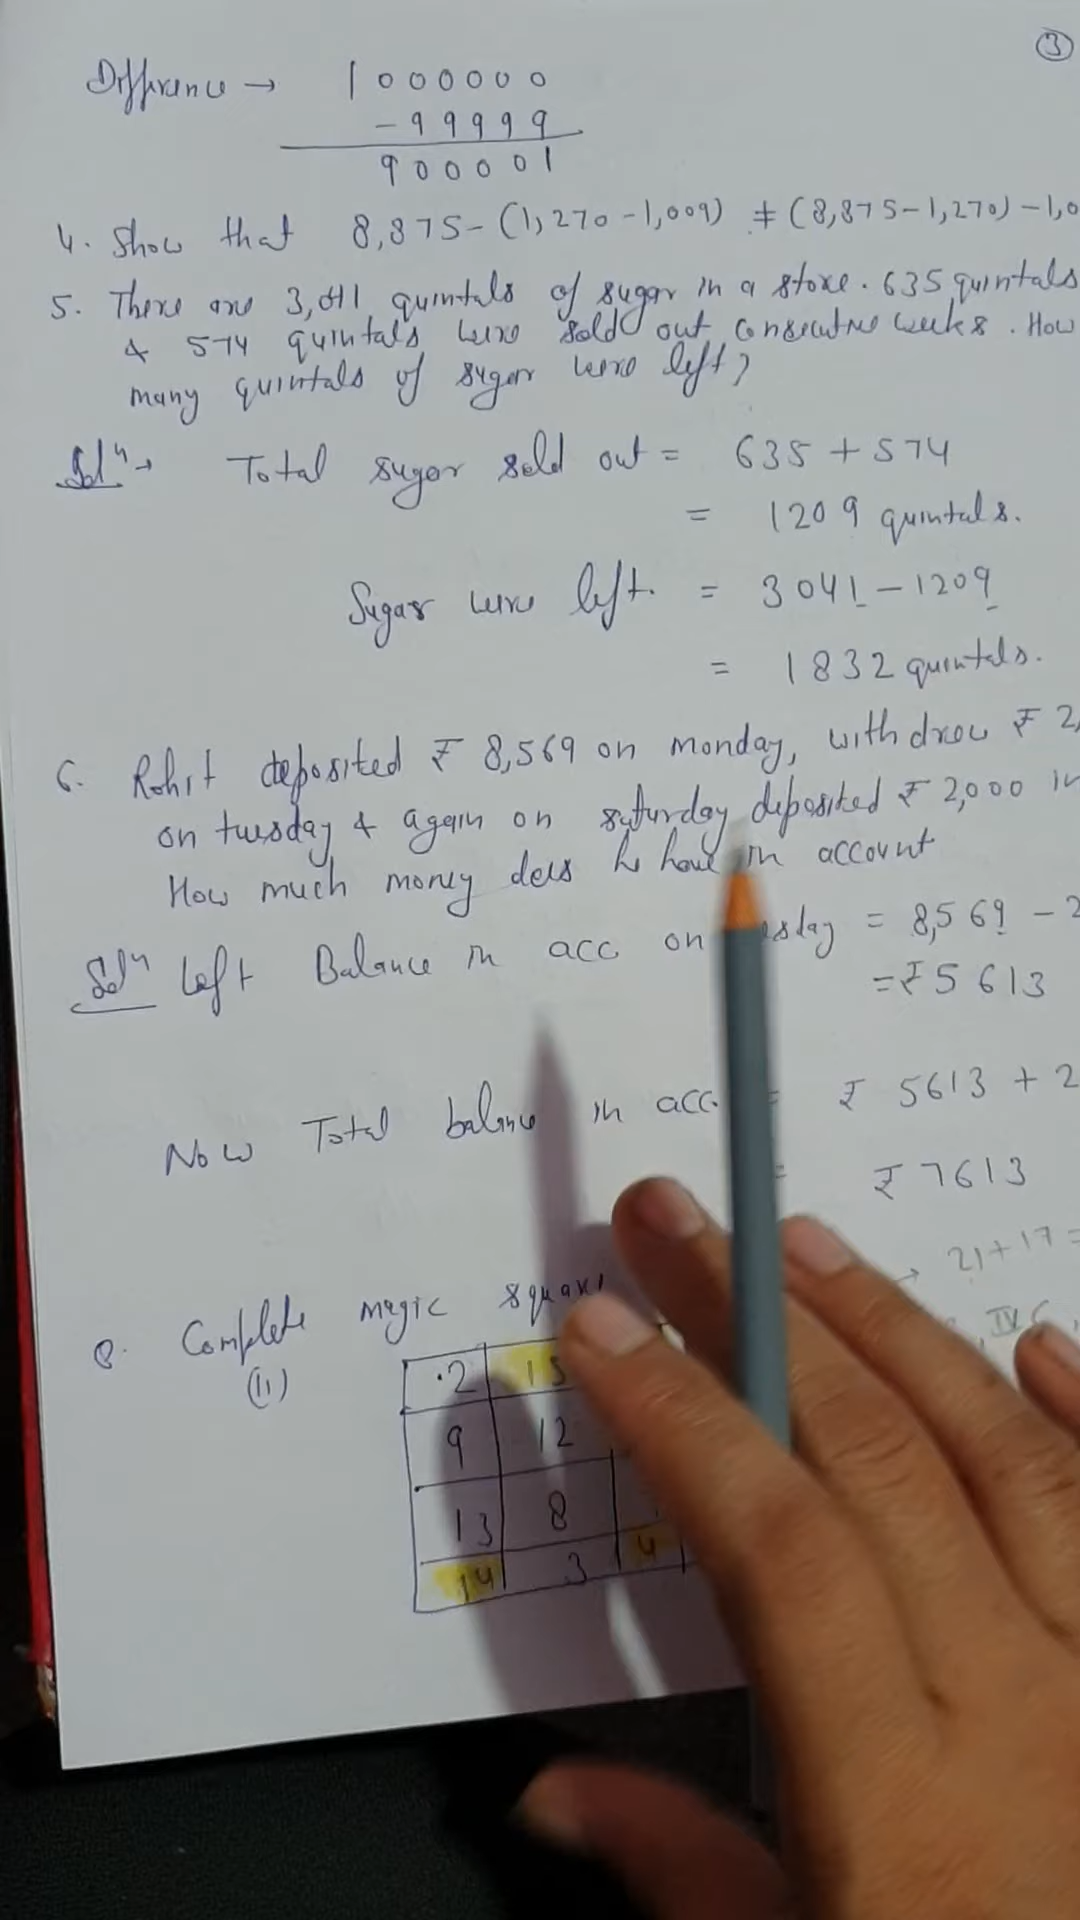 3
Difference → 1000000
- 99999
900001
4. Show that 8,875-(1,270-1,009) ≠ (8,875-1,270)-1,0
5. There are 3,041 quintals of sugar in a store. 635 quintals
& 574 quintals were sold out consecutive weeks. How
many quintals of sugar were left?
Solⁿ→ Total sugar sold out = 635 + 574
= 1209 quintals.
Sugar were left. = 3041 - 1209
= 1832 quintals.
6. Rohit deposited ₹ 8,569 on monday, withdrew ₹ 2,
on tuesday & again on saturday deposited ₹ 2,000 in
How much money does he have in account
Solⁿ Left Balance in acc on esday = 8,569 - 2
= ₹ 5613
Now Total balance in acc. = ₹ 5613 + 2
= ₹ 7613
→ 21+17 =
8. Complete magic square
(ii)
.2 15
9 12
13 8
14 3 4